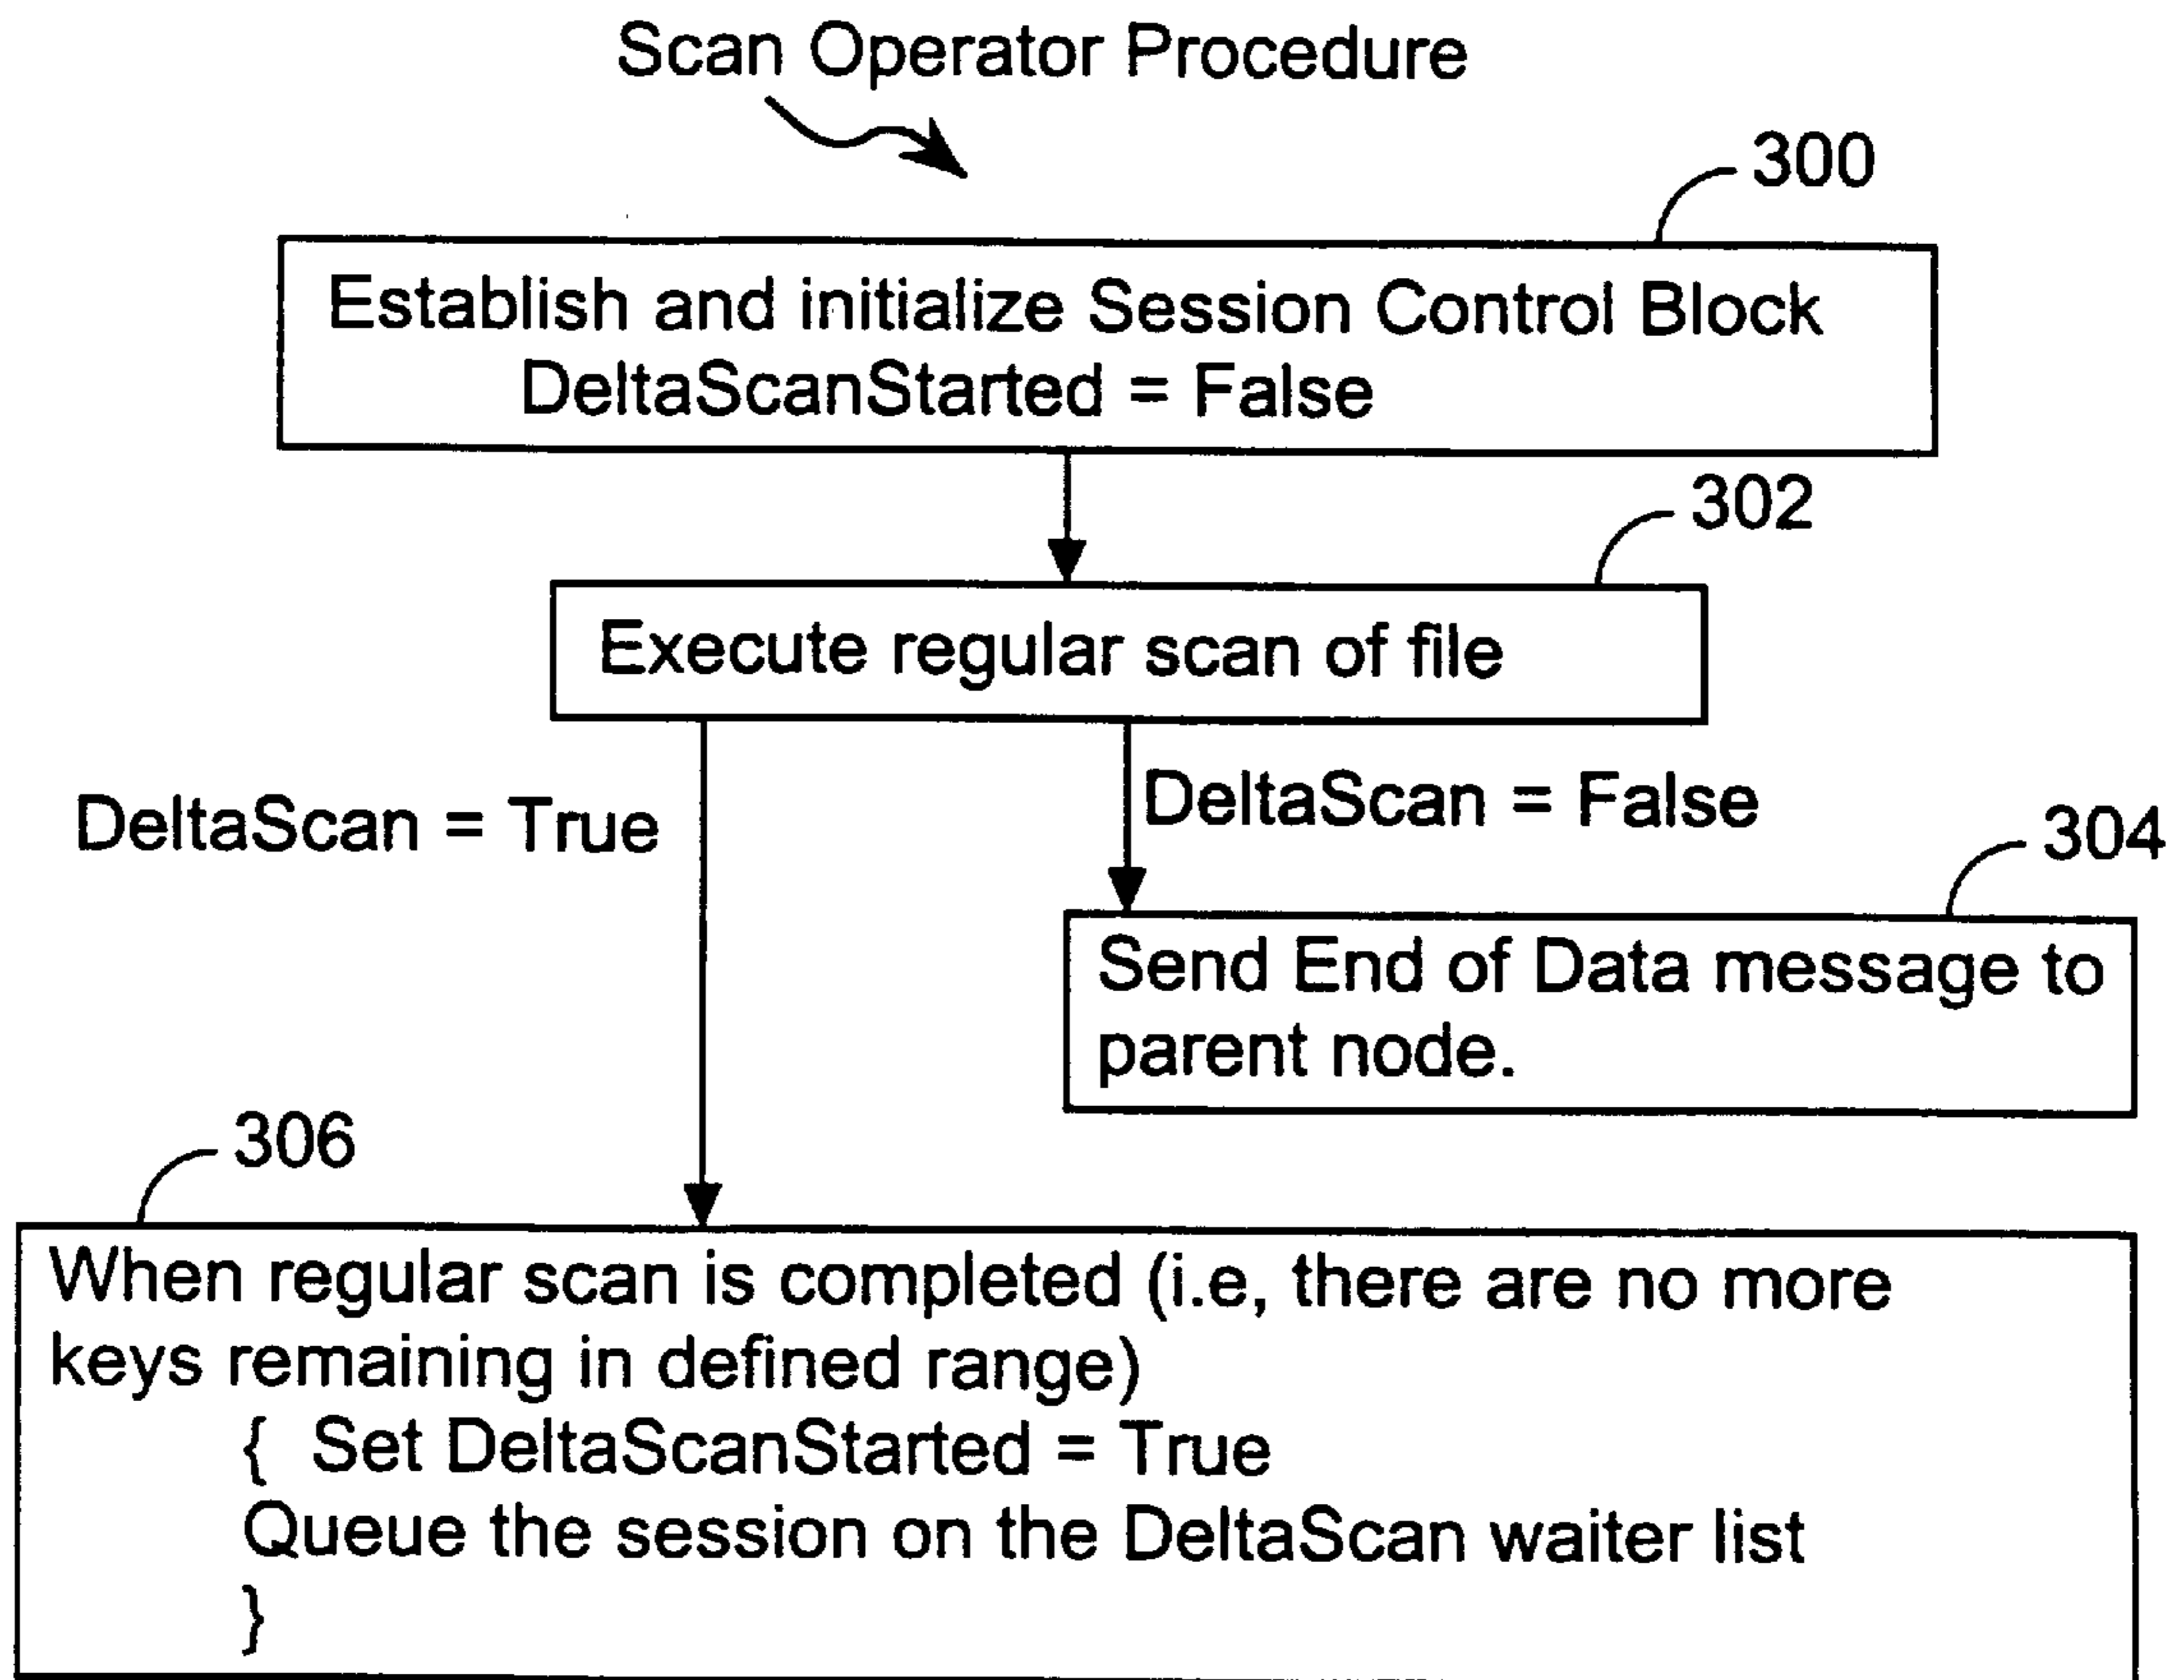 Scan Operator Procedure
300
Establish and initialize Session Control Block
DeltaScanStarted = False
302
Execute regular scan of file
DeltaScan = True
DeltaScan = False
304
Send End of Data message to
parent node.
306
When regular scan is completed (i.e, there are no more
keys remaining in defined range)
{ Set DeltaScanStarted = True
Queue the session on the DeltaScan waiter list
}